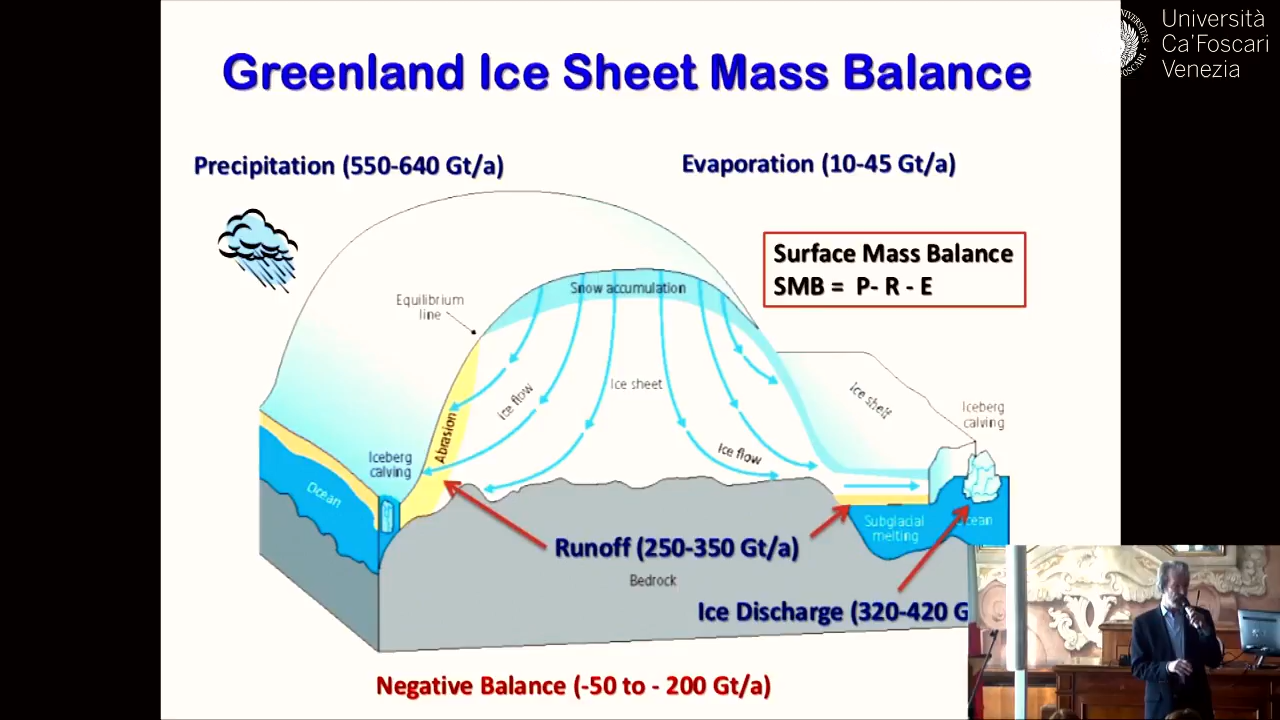 Università
Ca'Foscari
Venezia
Greenland Ice Sheet Mass Balance
Precipitation (550-640 Gt/a)
Evaporation (10-45 Gt/a)
Surface Mass Balance
SMB = P- R - E
Snow accumulation
Equilibrium
line
Ice sheet
Ice flow
Ice shelf
Iceberg
calving
Abrasion
Iceberg
calving
Ice flow
Ocean
Subglacial
melting
Ocean
Runoff (250-350 Gt/a)
Bedrock
Ice Discharge (320-420 G
Negative Balance (-50 to - 200 Gt/a)